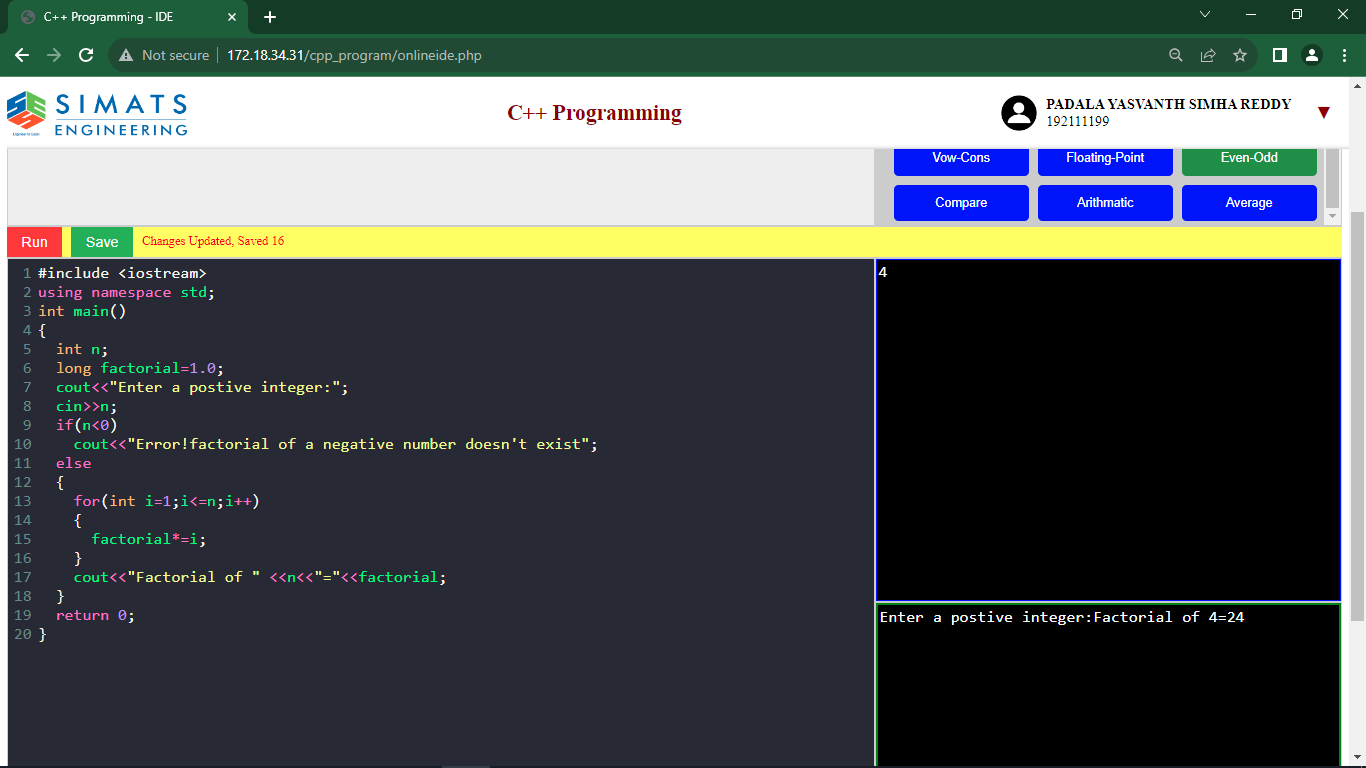 C++ Programming - IDE
Not secure
172.18.34.31/cpp_program/onlineide.php
SIMATS
ENGINEERING
C++ Programming
PADALA YASVANTH SIMHA REDDY
192111199
Vow-Cons
Floating-Point
Even-Odd
Compare
Arithmatic
Average
Run
Save
Changes Updated, Saved 16
1 #include <iostream>
2 using namespace std;
3 int main()
4 {
5   int n;
6   long factorial=1.0;
7   cout<<"Enter a postive integer:";
8   cin>>n;
9   if(n<0)
10     cout<<"Error!factorial of a negative number doesn't exist";
11   else
12   {
13     for(int i=1;i<=n;i++)
14     {
15       factorial*=i;
16     }
17     cout<<"Factorial of " <<n<<"="<<factorial;
18   }
19   return 0;
20 }
4
Enter a postive integer:Factorial of 4=24